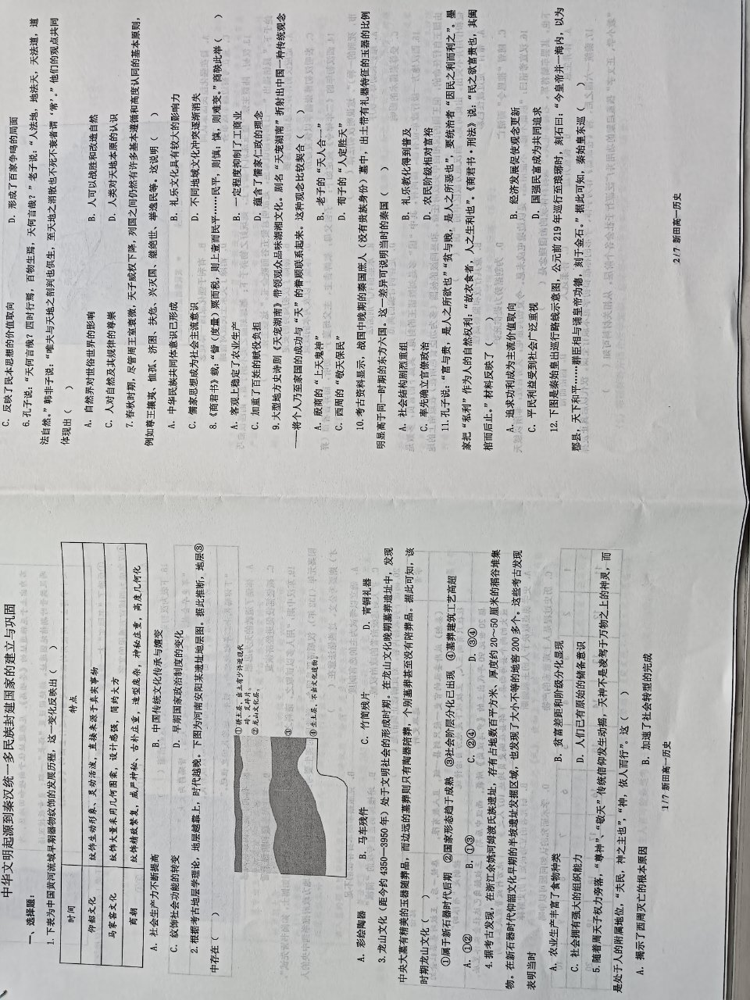 中华文明起源到秦汉统一多民族封建国家的建立与巩固
一、选择题：
1.下表为中国黄河流域早期器物纹饰的发展历程，这一变化反映出（ ）
时间 特点
仰韶文化 纹饰生动形象、灵动活泼，直接来源于真实事物
马家窑文化 纹饰大量采用几何图案，设计感强，简约大方
商朝 纹饰精致繁复，威严神秘、古朴庄重，造型庞杂，神秘庄重，高度几何化
A. 社会生产力不断提高 B. 中国传统文化传承与嬗变
C. 纹饰社会功能的转变 D. 早期国家政治制度的变化
2.根据考古地层学理论，地层越靠上，时代越晚。下图为河南安阳某遗址地层图。据此推断，地层③
中存在（ ）
①耕土层，出土有少许近现代
砖、瓦碎片。
②龙山文化层。
③
④生土层，不出文化遗物。
A. 彩绘陶器 B. 马车残件 C. 竹简残片 D. 青铜礼器
3.龙山文化（距今约 4350—3950 年）处于文明社会的形成时期。在龙山文化晚期墓葬遗址中，发现
中央大墓有精美的玉器随葬品，而边远的墓葬则只有陶器陪葬，个别墓葬甚至没有陪葬品。据此可知，该
时期龙山文化（ ）
①属于新石器时代后期 ②国家形态趋于成熟 ③社会阶层分化已出现 ④墓葬建筑工艺高超
A. ①② B. ①③ C. ②④ D. ③④
4.据考古发现，在浙江余姚河姆渡氏族遗址，存有占地数百平方米、厚度约 20～50 厘米的稻谷堆集
物。在新石器时代仰韶文化早期的半坡遗址发掘区域，也发现了大小不等的地窖 200 多个。这些考古发现
表明当时
A. 农业生产丰富了食物种类 B. 贫富差距和阶级分化显现
C. 社会拥有强大的组织能力 D. 人们已有原始的储备意识
5.随着周天子权力旁落，“尊神”、“敬天”传统信仰发生动摇，天神不是凌驾于万物之上的神灵，而
是处于人的附属地位，“夫民，神之主也”，“神，依人而行”。这（ ）
A. 揭示了西周灭亡的根本原因 B. 加速了社会转型的完成
1/7 新田高一历史
C. 反映了民本思想的价值取向 D. 形成了百家争鸣的局面
6.孔子说：“天何言哉？四时行焉，百物生焉，天何言哉？”老子说：“人法地，地法天，天法道，道
法自然。”韩非子说：“唯夫与天地之剖判也俱生，至天地之消散也不死不衰者谓‘常’。”他们的观点共同
体现出（ ）
A. 自然界对世俗世界的影响 B. 人可以战胜和改造自然
C. 人对自然及其规律的尊崇 D. 人类对天地本原的认识
7.春秋时期，尽管周王室衰微，天子威权下降，列国之间仍然有许多基本遵循和高度认同的基本原则，
例如尊王攘夷、恤孤、济困、扶危、兴灭国、继绝世、举逸民等。这说明（ ）
A. 中华民族共同体意识已形成 B. 礼乐文化具有较大的影响力
C. 儒家思想成为社会主流意识 D. 不同地域文化冲突逐渐消失
8.《商君书》载：“訾（度量）粟而税，则上壹而民平……民平，则慎；慎，则难变。”商鞅此举（ ）
A. 客观上稳定了农业生产 B. 一定程度抑制了工商业
C. 加重了百姓的赋役负担 D. 蕴含了儒家仁政的理念
9.大型地方史诗剧《天宠湖南》带领观众品味湖湘文化。剧名“天宠湖南”折射出中国一种传统观念
——将个人乃至家国的成功与“天”的眷顾联系起来。这种观念比较契合（ ）
A. 殷商的“上天鬼神” B. 老子的“天人合一”
C. 西周的“敬天保民” D. 荀子的“人定胜天”
10.考古资料显示，战国中晚期的秦国庶人（没有贵族身份）墓中，出土带有礼器特征的玉器的比例
明显高于同一时期的东方六国。这一差异可说明当时的秦国（ ）
A. 社会结构剧烈重组 B. 礼乐教化得到普及
C. 率先确立官僚政治 D. 农民阶级相对富裕
11.孔子说：“富与贵，是人之所欲也”“贫与贱，是人之所恶也”，要统治者“因民之利而利之”。墨
家把“私利”作为人的自然权利：“故衣食者，人之生利也”。《商君书·刑法》说：“民之欲富贵也，其阖
棺而后止。”材料反映了（ ）
A. 追求功利成为主流价值取向 B. 经济发展促使观念更新
C. 平民利益受到社会广泛重视 D. 国强民富成为共同追求
12.下图是秦始皇出巡行路线示意图，公元前 219 年巡行至琅琊时，刻石曰：“今皇帝并一海内，以为
郡县，天下和平……群臣相与诵皇帝功德，刻于金石。”据此可知，秦始皇东巡（ ）
2/7 新田高一历史